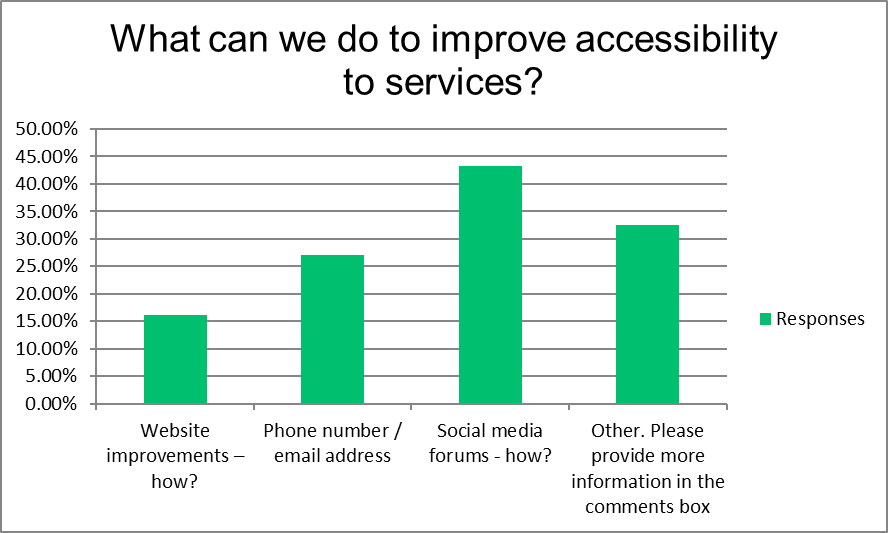 What can we do to improve accessibility
to services?
50.00%
45.00%
40.00%
35.00%
30.00%
25.00%
20.00%
15.00%
10.00%
5.00%
0.00%
Website
improvements –
how?
Phone number /
email address
Social media
forums - how?
Other. Please
provide more
information in the
comments box
Responses